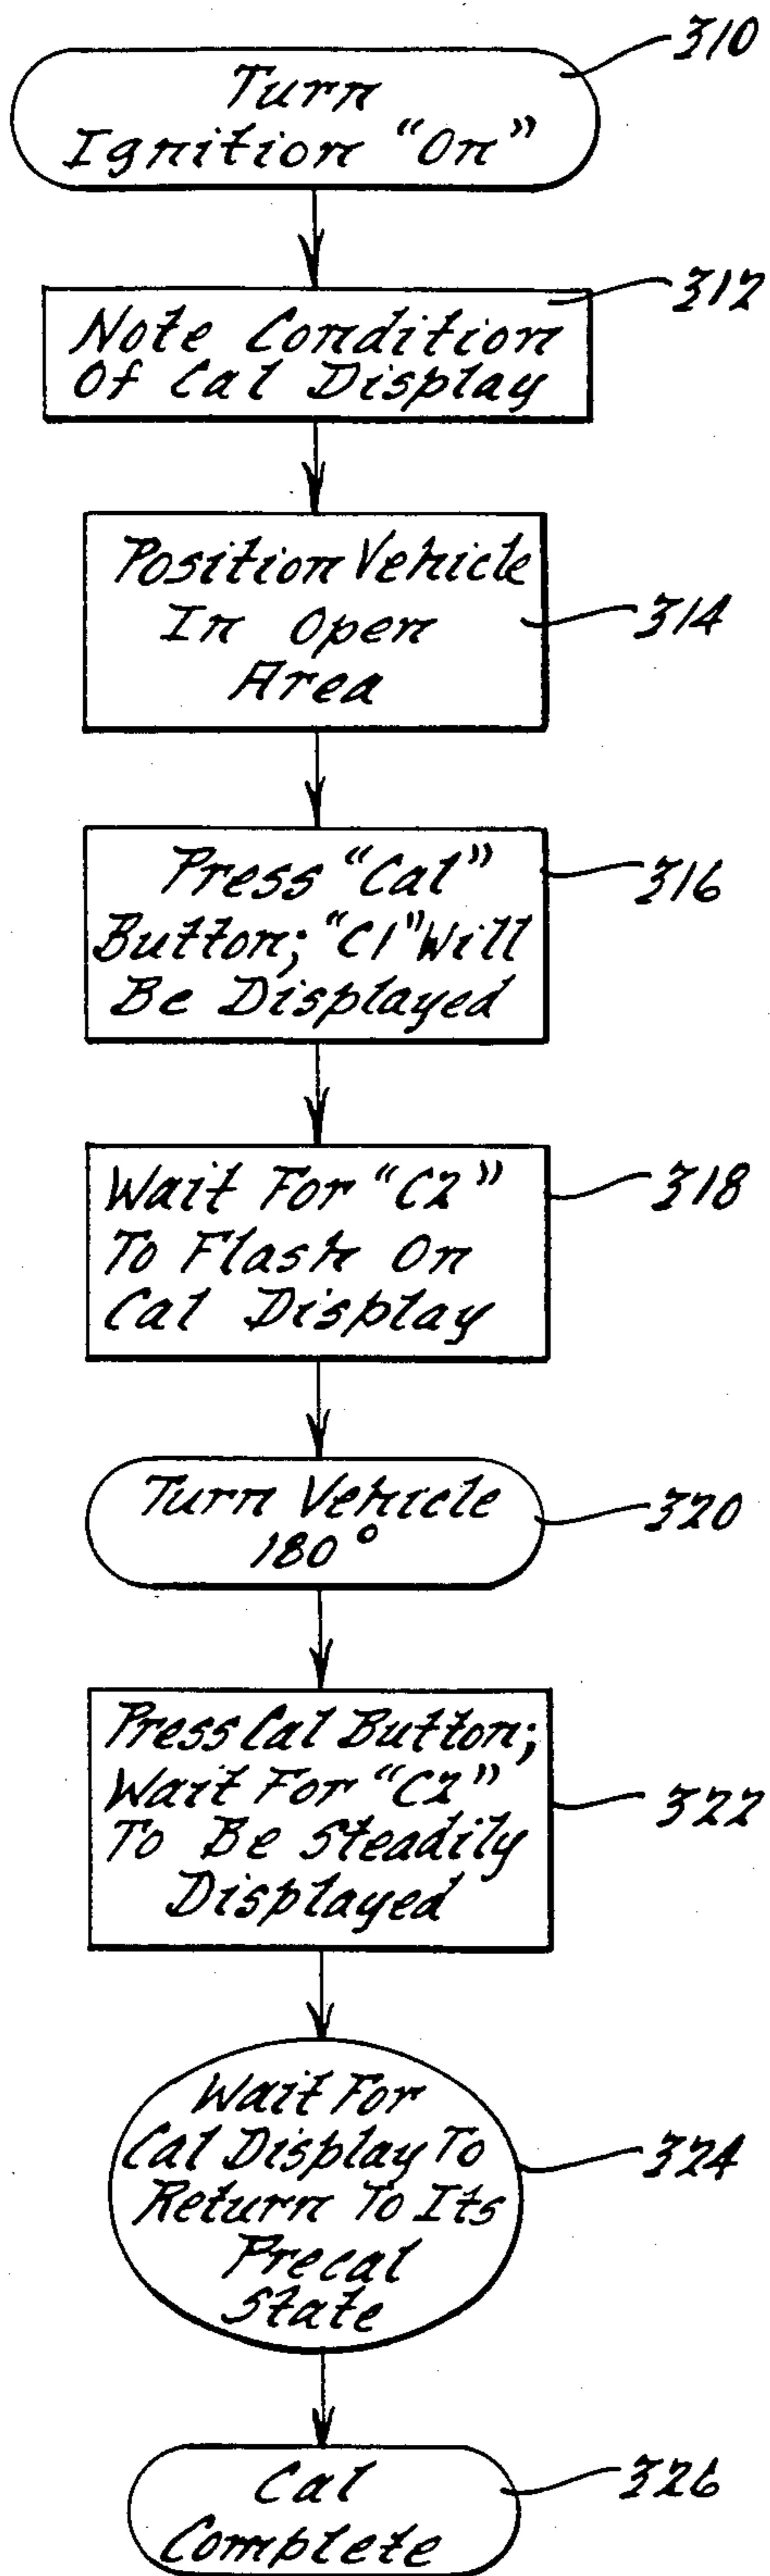 310
Turn
Ignition "On"
312
Note Condition
Of Cal Display
Position Vehicle
In Open
Area
314
Press "Cal"
Button; "C1" Will
Be Displayed
316
Wait For "C2"
To Flash On
Cal Display
318
Turn Vehicle
180°
320
Press Cal Button;
Wait For "C2"
To Be Steadily
Displayed
322
Wait For
Cal Display To
Return To Its
Precal
State
324
Cal
Complete
326